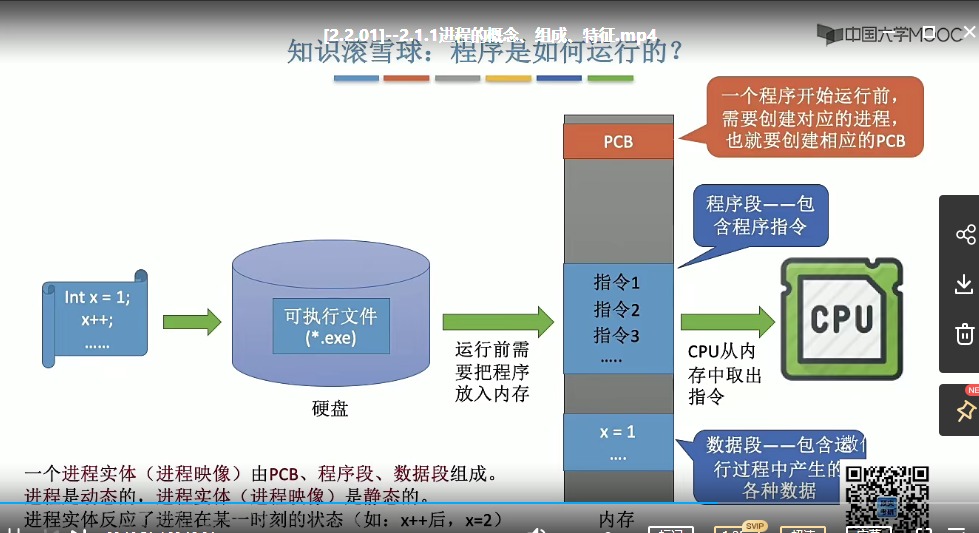 [2.2.01]--2.1.1进程的概念、组成、特征.mp4
中国大学MOOC
知识滚雪球：程序是如何运行的？
PCB
一个程序开始运行前，
需要创建对应的进程，
也就要创建相应的PCB
程序段——包
含程序指令
Int x = 1;
x++;
……
可执行文件
(*.exe)
硬盘
运行前需
要把程序
放入内存
指令1
指令2
指令3
…..
CPU
CPU从内
存中取出
指令
x = 1
….
数据段——包含运
行过程中产生的
各种数据
一个进程实体（进程映像）由PCB、程序段、数据段组成。
进程是动态的，进程实体（进程映像）是静态的。
进程实体反应了进程在某一时刻的状态（如：x++后，x=2）
内存
NE
SVIP